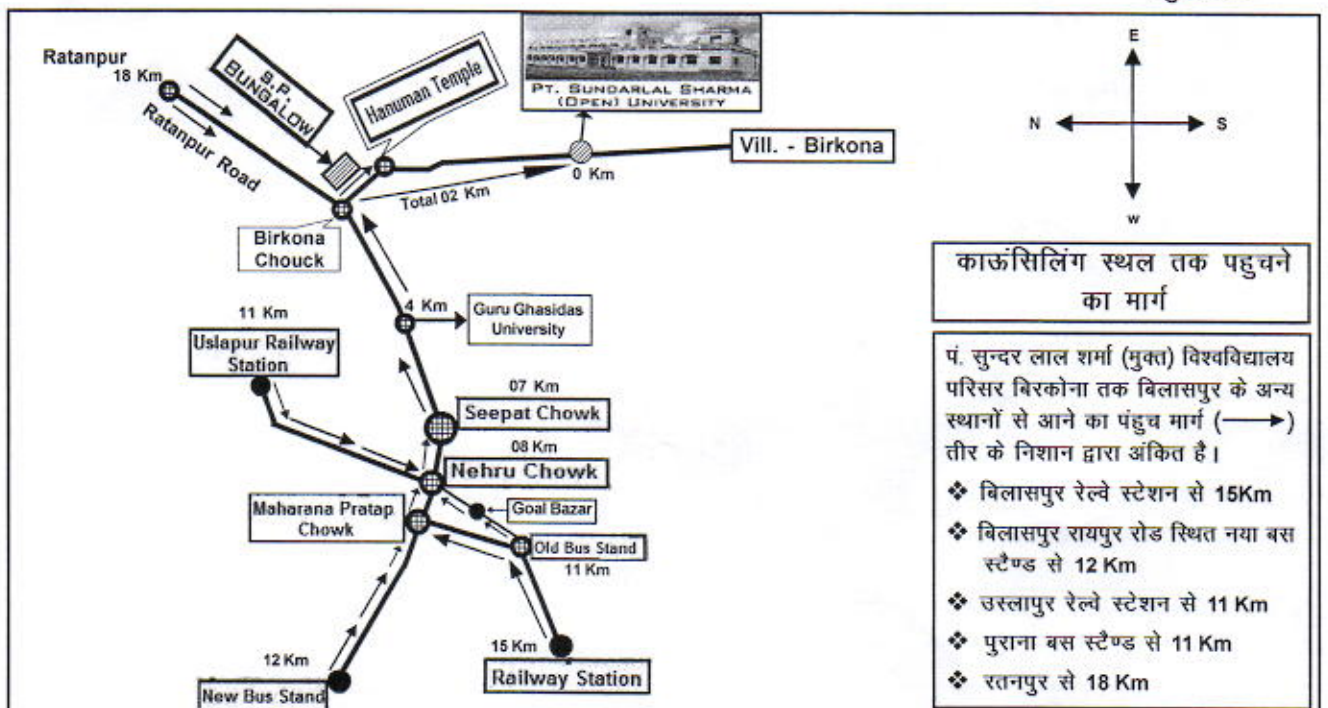 Ratanpur
18 Km
Ratanpur Road
S.P.
BUNGALOW
Hanuman Temple
PT. SUNDARLAL SHARMA
(OPEN) UNIVERSITY
Vill. - Birkona
0 Km
Total 02 Km
Birkona
Chouck
4 Km
Guru Ghasidas
University
11 Km
Uslapur Railway
Station
07 Km
Seepat Chowk
08 Km
Nehru Chowk
Maharana Pratap
Chowk
Goal Bazar
Old Bus Stand
11 Km
12 Km
New Bus Stand
15 Km
Railway Station
E
N
S
W
काऊंसिलिंग स्थल तक पहुचने
का मार्ग
पं. सुन्दर लाल शर्मा (मुक्त) विश्वविद्यालय
परिसर बिरकोना तक बिलासपुर के अन्य
स्थानों से आने का पंहुच मार्ग (→)
तीर के निशान द्वारा अंकित है।
❖ बिलासपुर रेल्वे स्टेशन से 15Km
❖ बिलासपुर रायपुर रोड स्थित नया बस
स्टैण्ड से 12 Km
❖ उस्लापुर रेल्वे स्टेशन से 11 Km
❖ पुराना बस स्टैण्ड से 11 Km
❖ रतनपुर से 18 Km